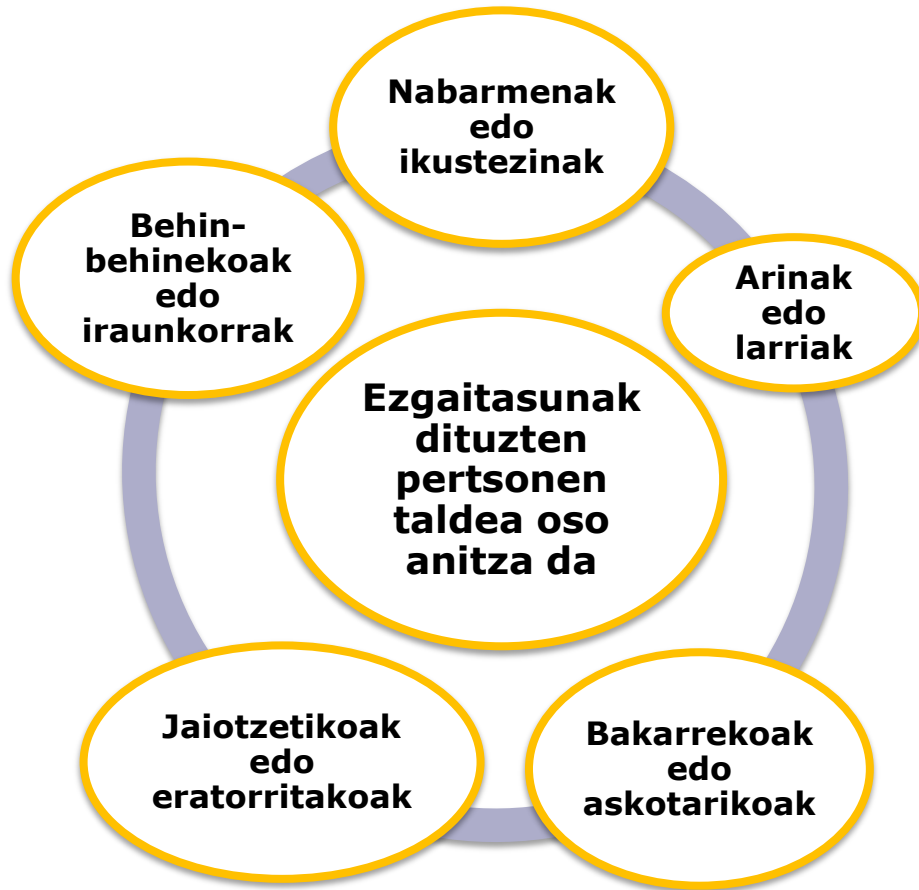 Nabarmenak
edo
ikustezinak
Arinak
edo
larriak
Bakarrekoak
edo
askotarikoak
Jaiotzetikoak
edo
eratorritakoak
Behin-
behinekoak
edo
iraunkorrak
Ezgaitasunak
dituzten
pertsonen
taldea oso
anitza da